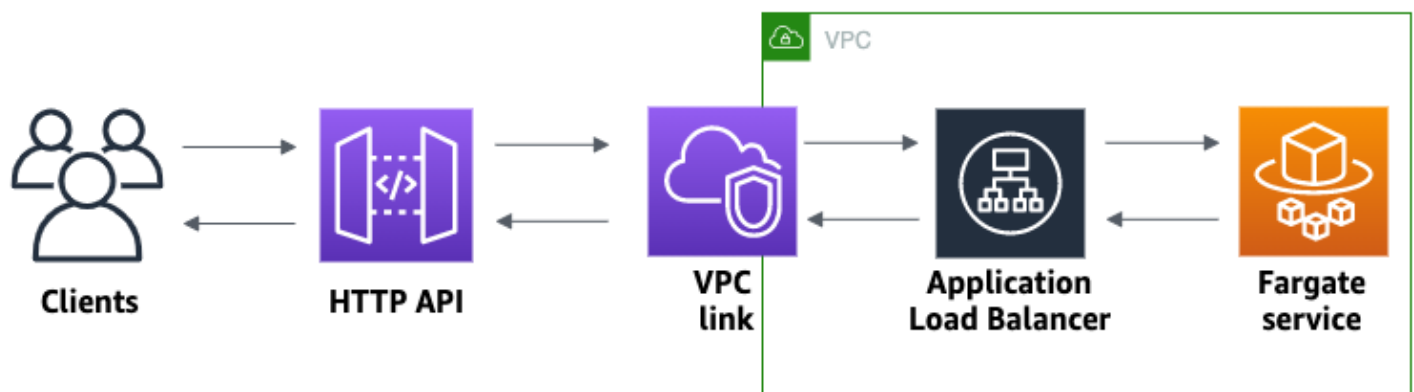 VPC
</>
Clients
HTTP API
VPC
link
Application
Load Balancer
Fargate
service